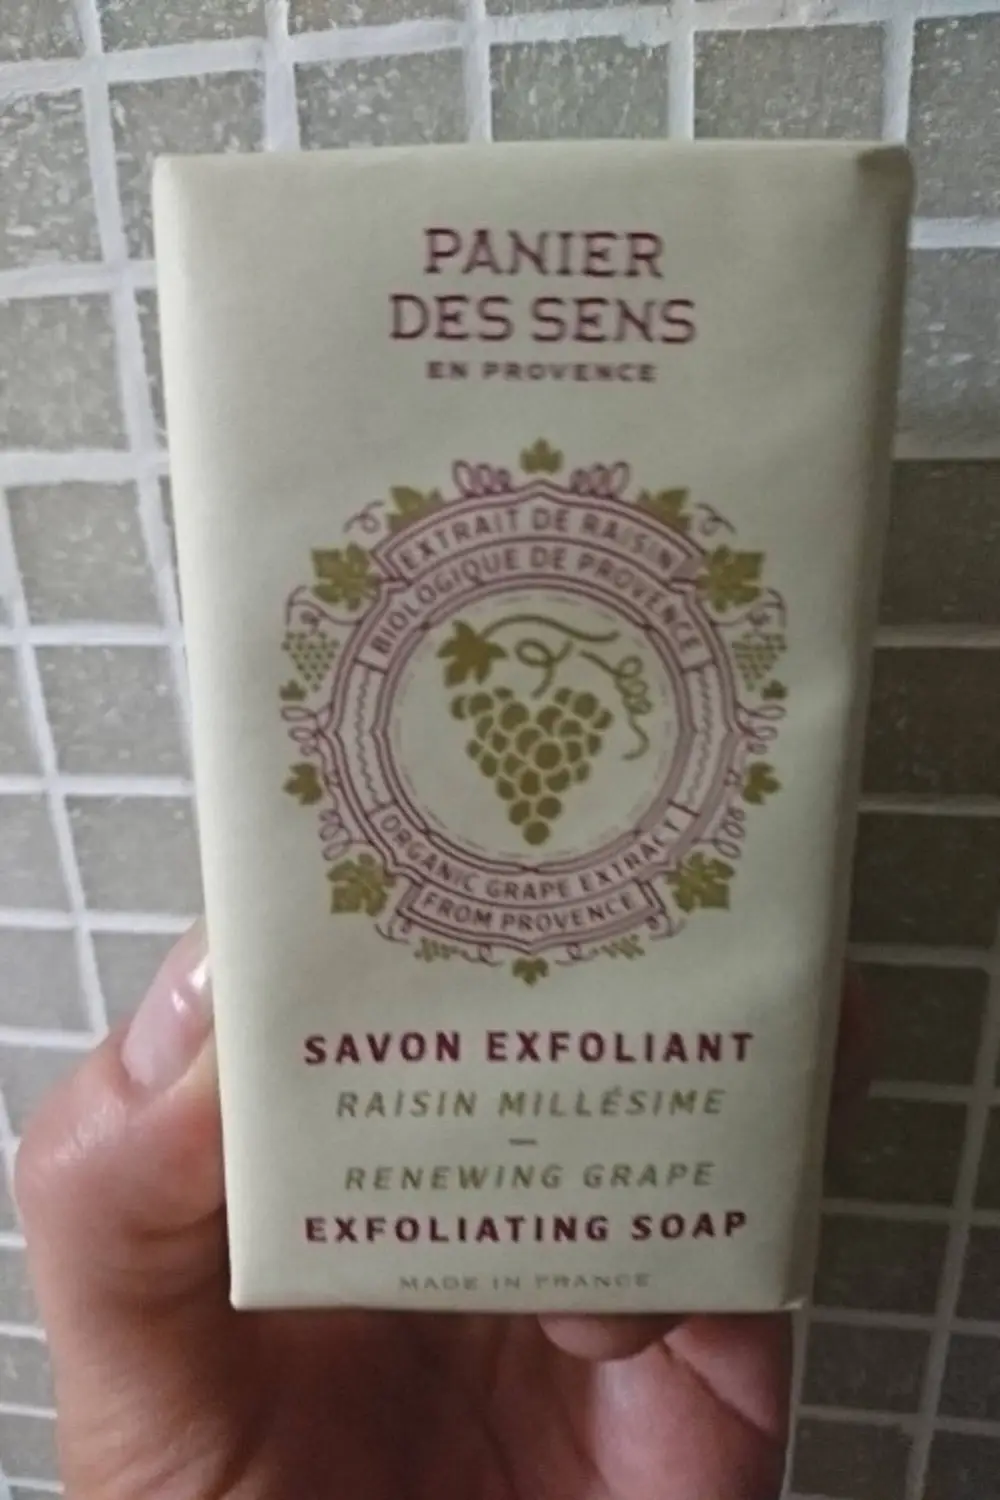 PANIER
DES SENS
EN PROVENCE
EXTRAIT DE RAISIN
BIOLOGIQUE DE PROVENCE
ORGANIC GRAPE EXTRACT
FROM PROVENCE
SAVON EXFOLIANT
RAISIN MILLÉSIME
—
RENEWING GRAPE
EXFOLIATING SOAP
MADE IN FRANCE